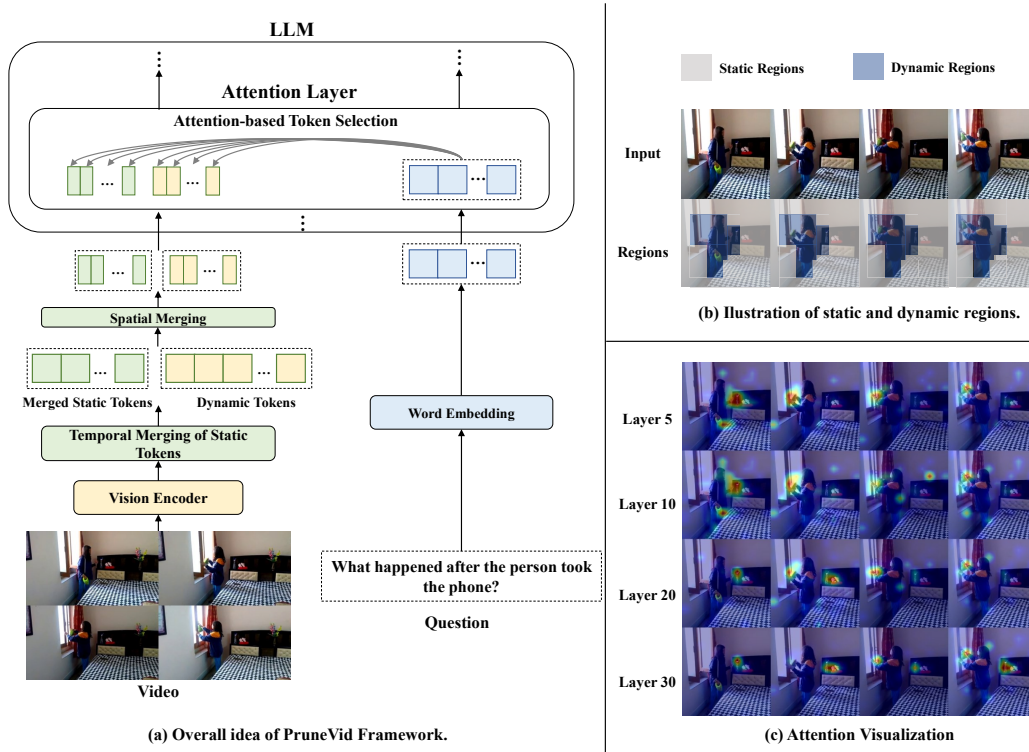 LLM
Attention Layer
Attention-based Token Selection
Spatial Merging
Merged Static Tokens
Dynamic Tokens
Temporal Merging of Static
Tokens
Vision Encoder
Video
Word Embedding
What happened after the person took
the phone?
Question
(a) Overall idea of PruneVid Framework.
Static Regions
Dynamic Regions
Input
Regions
(b) Ilustration of static and dynamic regions.
Layer 5
Layer 10
Layer 20
Layer 30
(c) Attention Visualization